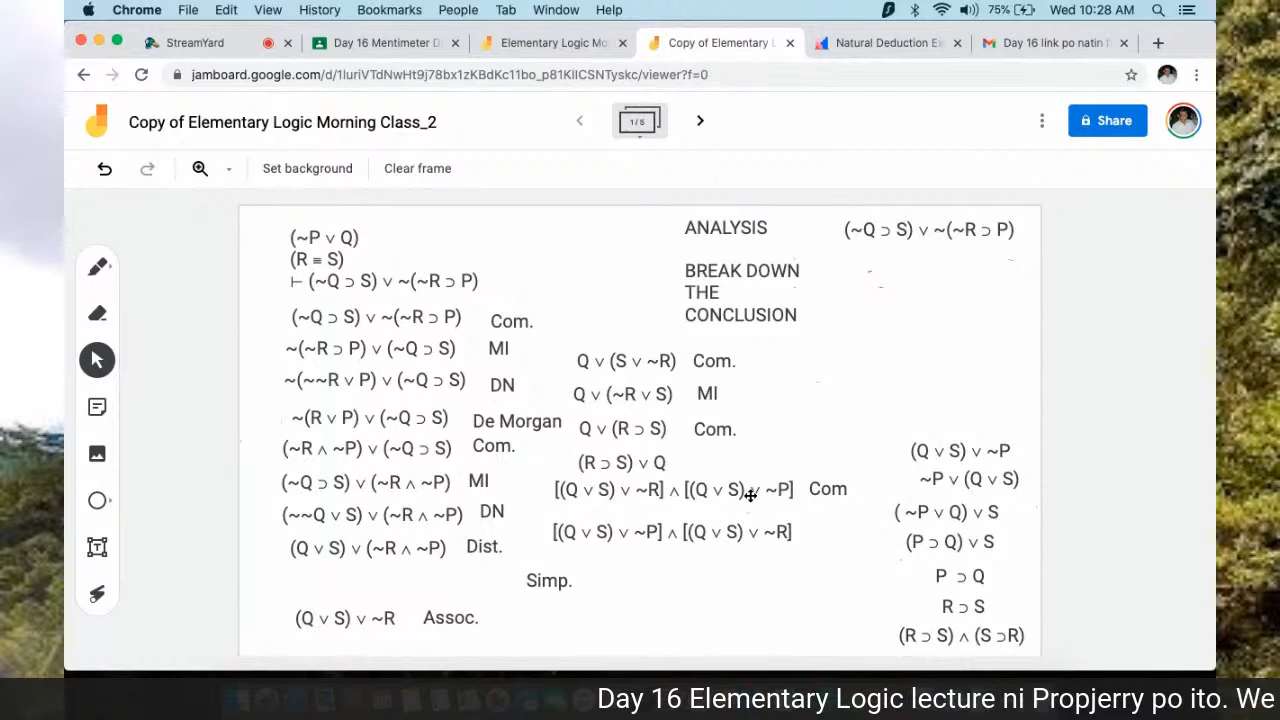 Chrome File Edit View History Bookmarks People Tab Window Help 75% Wed 10:28 AM
StreamYard Day 16 Mentimeter D Elementary Logic Mo Copy of Elementary L Natural Deduction Ex Day 16 link po natin
jamboard.google.com/d/1luriVTdNwHt9j78bx1zKBdKc11bo_p81KIlCSNTyskc/viewer?f=0
Copy of Elementary Logic Morning Class_2 1/5 Share
Set background Clear frame
(~P ∨ Q)
(R ≡ S)
⊢ (~Q ⊃ S) ∨ ~(~R ⊃ P)
(~Q ⊃ S) ∨ ~(~R ⊃ P) Com.
~(~R ⊃ P) ∨ (~Q ⊃ S) MI
~(~~R ∨ P) ∨ (~Q ⊃ S) DN
~(R ∨ P) ∨ (~Q ⊃ S) De Morgan
(~R ∧ ~P) ∨ (~Q ⊃ S) Com.
(~Q ⊃ S) ∨ (~R ∧ ~P) MI
(~~Q ∨ S) ∨ (~R ∧ ~P) DN
(Q ∨ S) ∨ (~R ∧ ~P) Dist.
Simp.
(Q ∨ S) ∨ ~R Assoc.
ANALYSIS
BREAK DOWN
THE
CONCLUSION
(~Q ⊃ S) ∨ ~(~R ⊃ P)
Q ∨ (S ∨ ~R) Com.
Q ∨ (~R ∨ S) MI
Q ∨ (R ⊃ S) Com.
(R ⊃ S) ∨ Q
[(Q ∨ S) ∨ ~R] ∧ [(Q ∨ S) ∨ ~P] Com
[(Q ∨ S) ∨ ~P] ∧ [(Q ∨ S) ∨ ~R]
(Q ∨ S) ∨ ~P
~P ∨ (Q ∨ S)
( ~P ∨ Q) ∨ S
(P ⊃ Q) ∨ S
P ⊃ Q
R ⊃ S
(R ⊃ S) ∧ (S ⊃R)
Day 16 Elementary Logic lecture ni Propjerry po ito. We